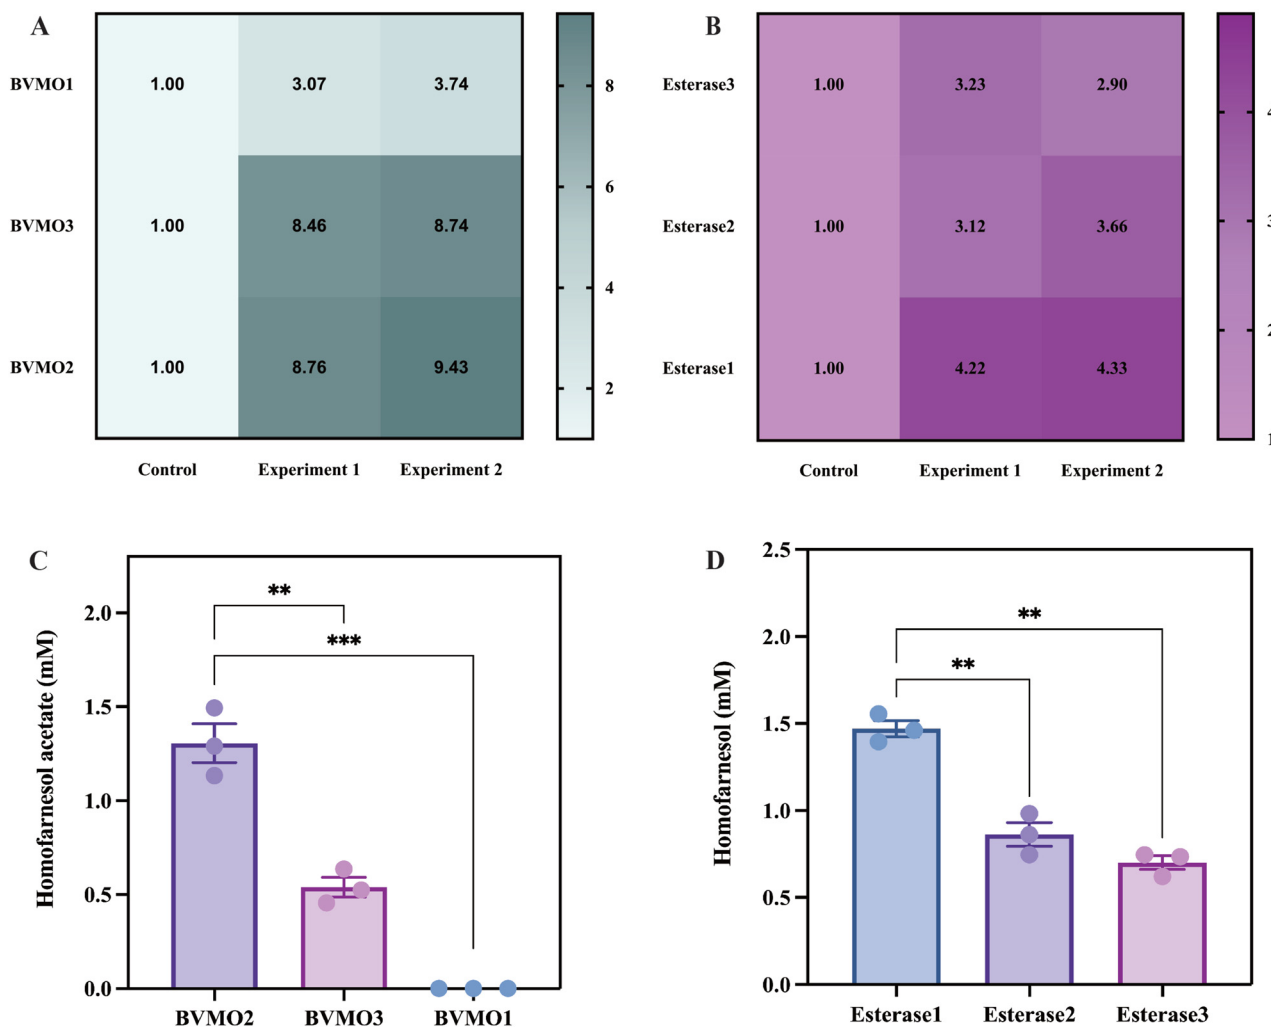 A
BVMO1 1.00 3.07 3.74
BVMO3 1.00 8.46 8.74
BVMO2 1.00 8.76 9.43
Control Experiment 1 Experiment 2
8
6
4
2
B
Esterase3 1.00 3.23 2.90
Esterase2 1.00 3.12 3.66
Esterase1 1.00 4.22 4.33
Control Experiment 1 Experiment 2
4
3
2
1
C
Homofarnesol acetate (mM)
2.0
1.5
1.0
0.5
0.0
**
***
BVMO2 BVMO3 BVMO1
D
Homofarnesol (mM)
2.5
2.0
1.5
1.0
0.5
0.0
**
**
Esterase1 Esterase2 Esterase3